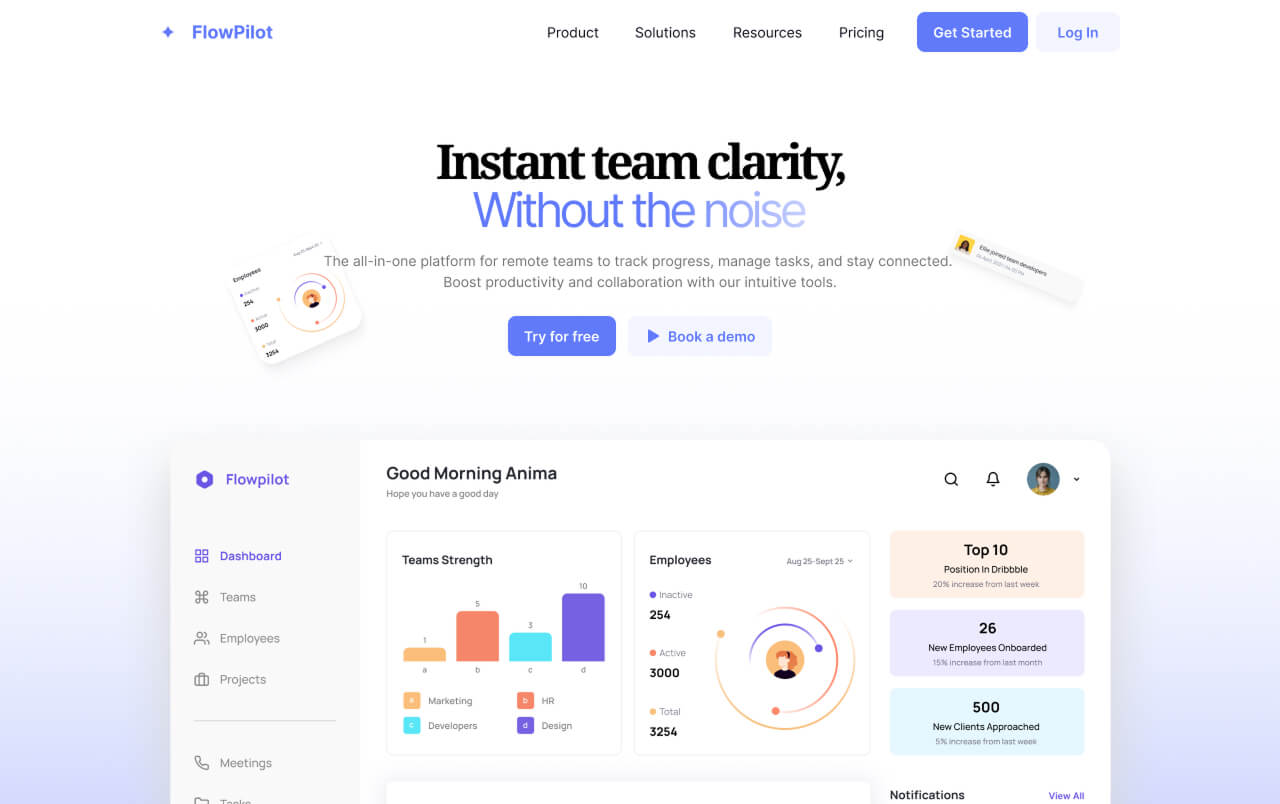 FlowPilot
Product
Solutions
Resources
Pricing
Get Started
Log In
Instant team clarity,
Without the noise
The all-in-one platform for remote teams to track progress, manage tasks, and stay connected.
Boost productivity and collaboration with our intuitive tools.
Try for free
Book a demo
Employees
Aug 25-Sept 25
Inactive
254
Active
3000
Total
3254
Ellie joined team developers
Flowpilot
Dashboard
Teams
Employees
Projects
Meetings
Tasks
Good Morning Anima
Hope you have a good day
Teams Strength
1
5
3
10
a
b
c
d
a Marketing
b HR
c Developers
d Design
Employees
Aug 25-Sept 25
Inactive
254
Active
3000
Total
3254
Top 10
Position In Dribbble
20% increase from last week
26
New Employees Onboarded
15% increase from last month
500
New Clients Approached
5% increase from last week
Notifications
View All